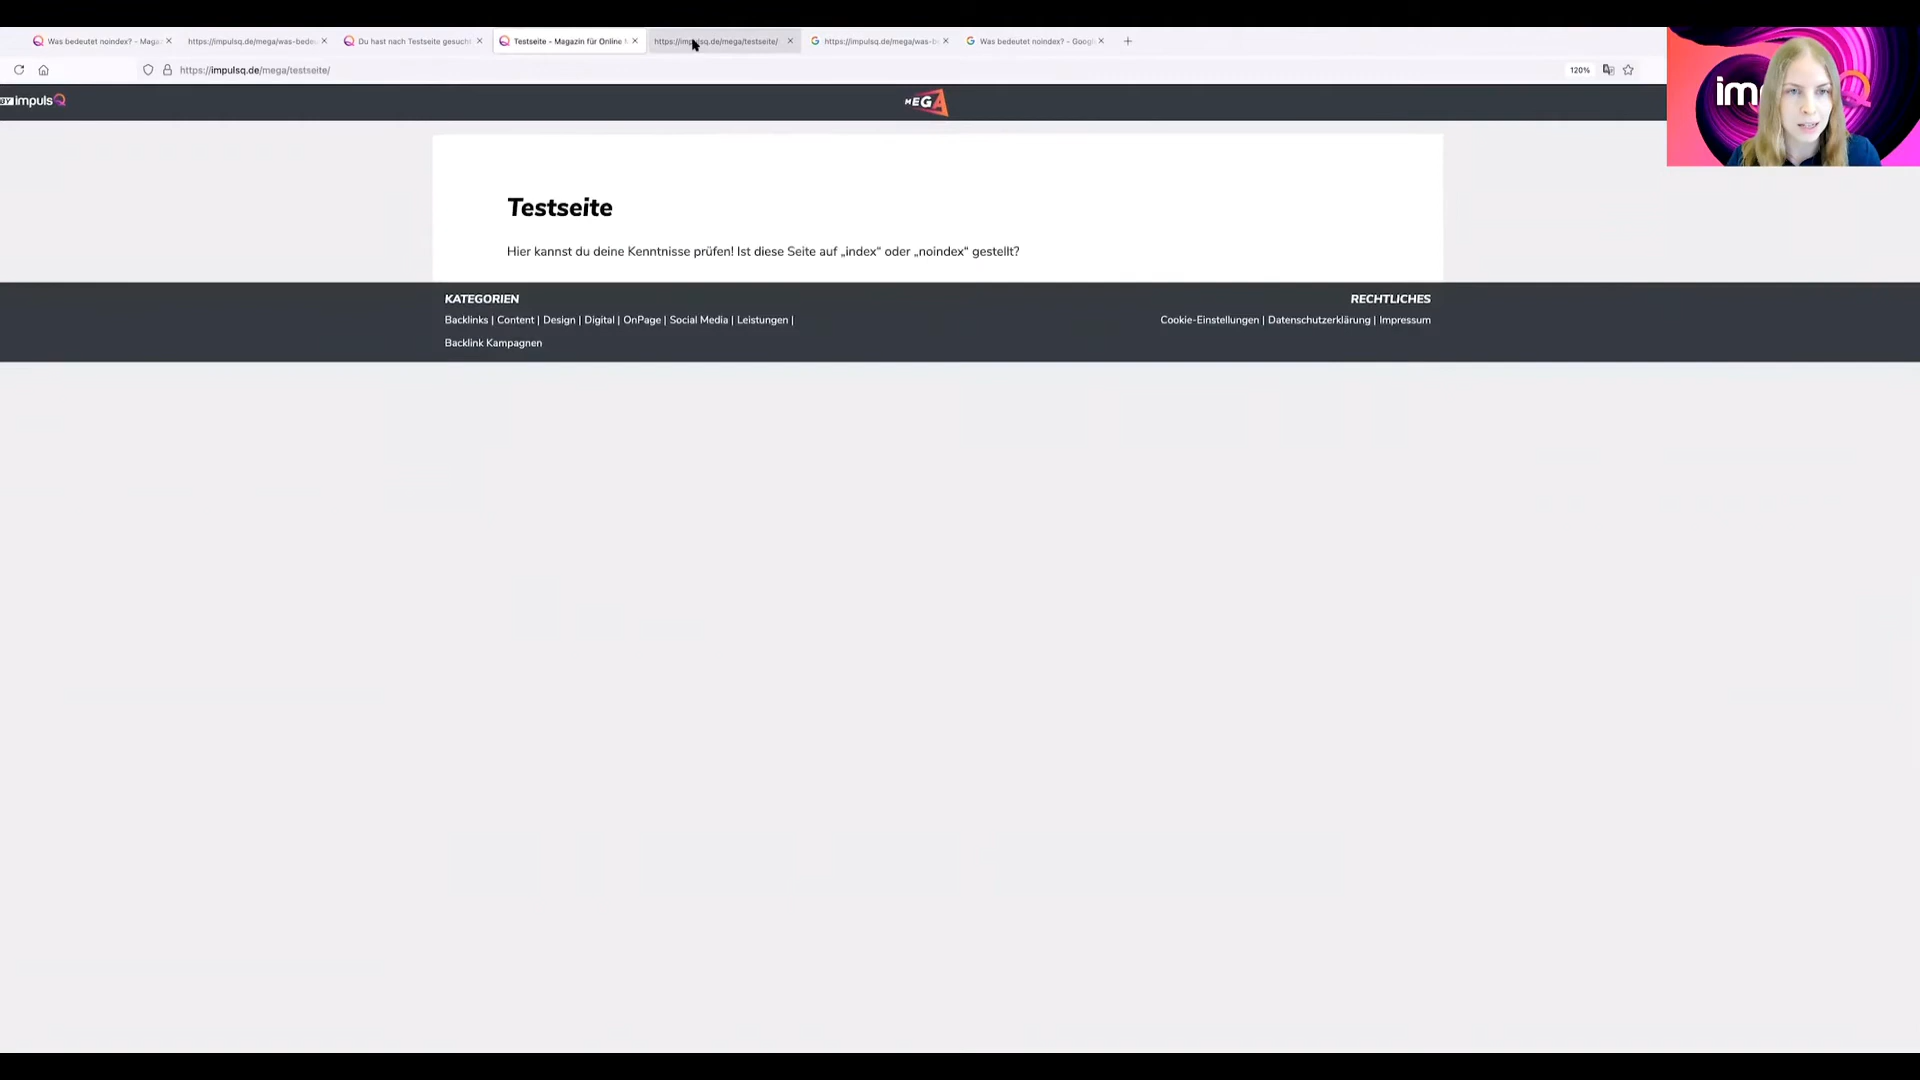 Was bedeutet noindex? - Maga
https://impulsq.de/mega/was-bede
Du hast nach Testseite gesucht
Testseite - Magazin für Online
https://impulsq.de/mega/testseite/
https://impulsq.de/mega/was-b
Was bedeutet noindex? - Googl
https://impulsq.de/mega/testseite/
120%
BY impulsQ
MEGA
im
Testseite
Hier kannst du deine Kenntnisse prüfen! Ist diese Seite auf „index“ oder „noindex“ gestellt?
KATEGORIEN
Backlinks | Content | Design | Digital | OnPage | Social Media | Leistungen |
Backlink Kampagnen
RECHTLICHES
Cookie-Einstellungen | Datenschutzerklärung | Impressum